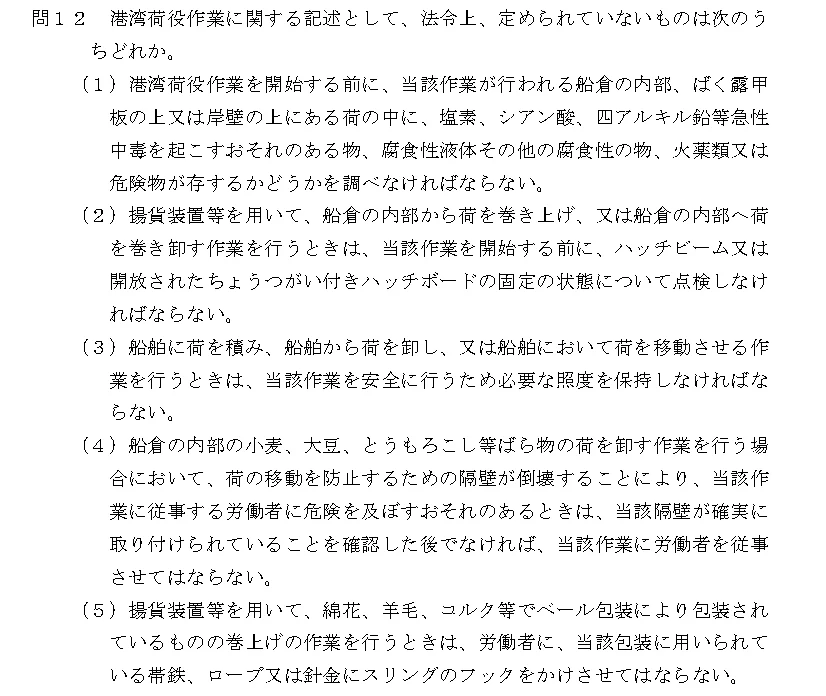 問１２　港湾荷役作業に関する記述として、法令上、定められていないものは次のう
ちどれか。
（１）港湾荷役作業を開始する前に、当該作業が行われる船倉の内部、ばく露甲
板の上又は岸壁の上にある荷の中に、塩素、シアン酸、四アルキル鉛等急性
中毒を起こすおそれのある物、腐食性液体その他の腐食性の物、火薬類又は
危険物が存するかどうかを調べなければならない。
（２）揚貨装置等を用いて、船倉の内部から荷を巻き上げ、又は船倉の内部へ荷
を巻き卸す作業を行うときは、当該作業を開始する前に、ハッチビーム又は
開放されたちょうつがい付きハッチボードの固定の状態について点検しなけ
ればならない。
（３）船舶に荷を積み、船舶から荷を卸し、又は船舶において荷を移動させる作
業を行うときは、当該作業を安全に行うため必要な照度を保持しなければな
らない。
（４）船倉の内部の小麦、大豆、とうもろこし等ばら物の荷を卸す作業を行う場
合において、荷の移動を防止するための隔壁が倒壊することにより、当該作
業に従事する労働者に危険を及ぼすおそれのあるときは、当該隔壁が確実に
取り付けられていることを確認した後でなければ、当該作業に労働者を従事
させてはならない。
（５）揚貨装置等を用いて、綿花、羊毛、コルク等でベール包装により包装され
ているものの巻上げの作業を行うときは、労働者に、当該包装に用いられて
いる帯鉄、ロープ又は針金にスリングのフックをかけさせてはならない。